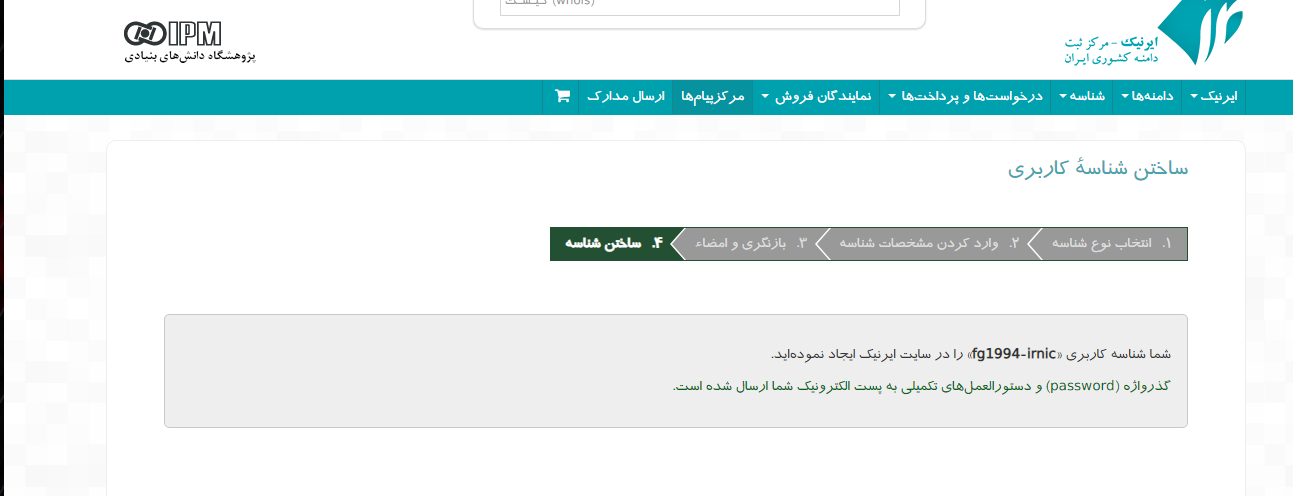 (whois)
IPM
پژوهشگاه دانش‌های بنیادی
ایرنیک - مرکز ثبت
دامنه کشوری ایران
ایرنیک دامنه‌ها شناسه درخواست‌ها و پرداخت‌ها نمایندگان فروش مرکزپیام‌ها ارسال مدارک
ساختن شناسهٔ کاربری
۱. انتخاب نوع شناسه ۲. وارد کردن مشخصات شناسه ۳. بازنگری و امضاء ۴. ساختن شناسه
شما شناسه کاربری «fg1994-irnic» را در سایت ایرنیک ایجاد نموده‌اید.
گذرواژه (password) و دستورالعمل‌های تکمیلی به پست الکترونیک شما ارسال شده است.